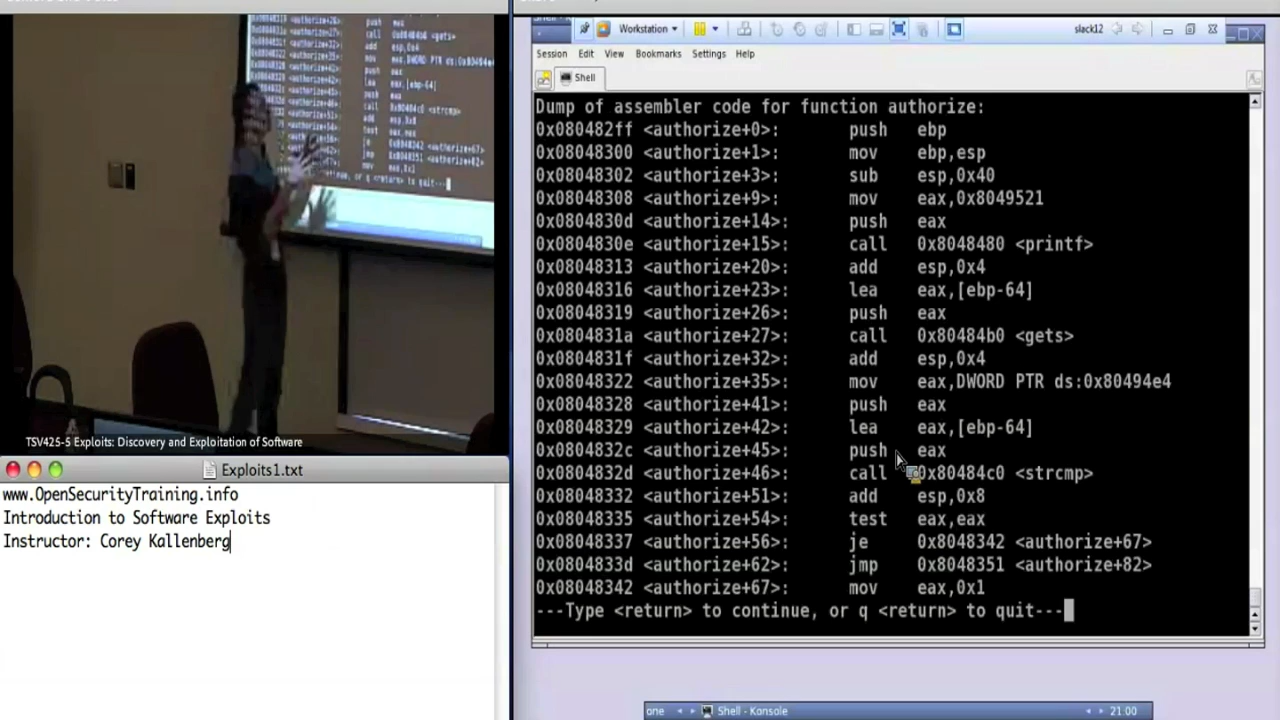 TSV425-S Exploits: Discovery and Exploitation of Software
Exploits1.txt
www.OpenSecurityTraining.info
Introduction to Software Exploits
Instructor: Corey Kallenberg
Workstation
slack12
Session Edit View Bookmarks Settings Help
Shell
Dump of assembler code for function authorize:
0x080482ff <authorize+0>: push ebp
0x08048300 <authorize+1>: mov ebp,esp
0x08048302 <authorize+3>: sub esp,0x40
0x08048308 <authorize+9>: mov eax,0x8049521
0x0804830d <authorize+14>: push eax
0x0804830e <authorize+15>: call 0x8048480 <printf>
0x08048313 <authorize+20>: add esp,0x4
0x08048316 <authorize+23>: lea eax,[ebp-64]
0x08048319 <authorize+26>: push eax
0x0804831a <authorize+27>: call 0x80484b0 <gets>
0x0804831f <authorize+32>: add esp,0x4
0x08048322 <authorize+35>: mov eax,DWORD PTR ds:0x80494e4
0x08048328 <authorize+41>: push eax
0x08048329 <authorize+42>: lea eax,[ebp-64]
0x0804832c <authorize+45>: push eax
0x0804832d <authorize+46>: call 0x80484c0 <strcmp>
0x08048332 <authorize+51>: add esp,0x8
0x08048335 <authorize+54>: test eax,eax
0x08048337 <authorize+56>: je 0x8048342 <authorize+67>
0x0804833d <authorize+62>: jmp 0x8048351 <authorize+82>
0x08048342 <authorize+67>: mov eax,0x1
---Type <return> to continue, or q <return> to quit---
one
Shell - Konsole
21:00